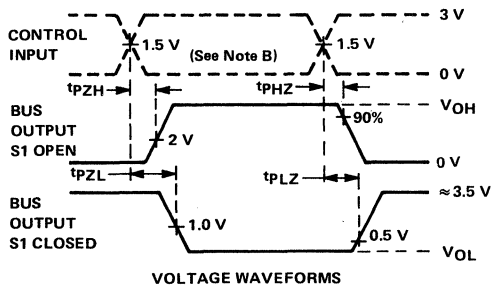 3 V
CONTROL
INPUT
1.5 V
(See Note B)
1.5 V
0 V
tPZH
tPHZ
BUS
OUTPUT
S1 OPEN
2 V
90%
VOH
0 V
tPZL
tPLZ
≈3.5 V
BUS
OUTPUT
S1 CLOSED
1.0 V
0.5 V
VOL
VOLTAGE WAVEFORMS